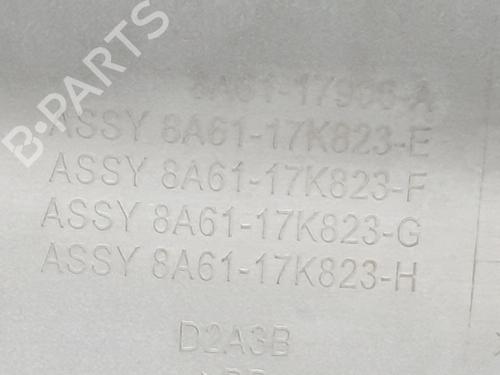 B-PARTS
8A61-17906-A
ASSY 8A61-17K823-E
ASSY 8A61-17K823-F
ASSY 8A61-17K823-G
ASSY 8A61-17K823-H
D2A3B